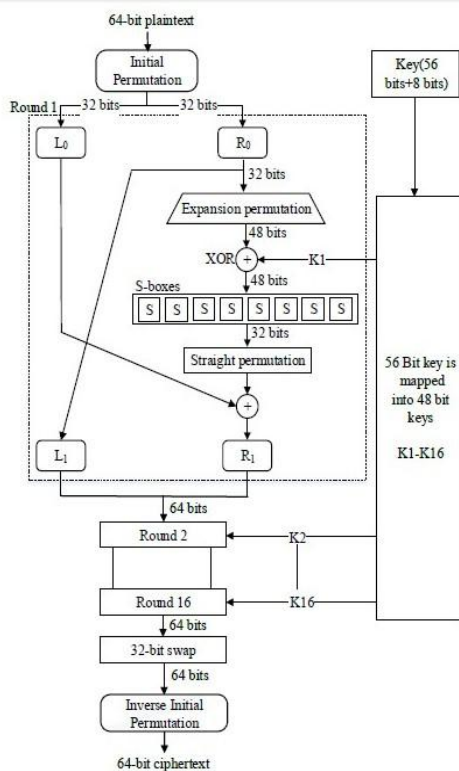 64-bit plaintext
Initial
Permutation
Key(56
bits+8 bits)
Round 1
32 bits
32 bits
L0
R0
32 bits
Expansion permutation
48 bits
XOR
+
K1
48 bits
S-boxes
S S S S S S S S
32 bits
Straight permutation
+
56 Bit key is
mapped
into 48 bit
keys
K1-K16
L1
R1
64 bits
Round 2
K2
Round 16
K16
64 bits
32-bit swap
64 bits
Inverse Initial
Permutation
64-bit ciphertext